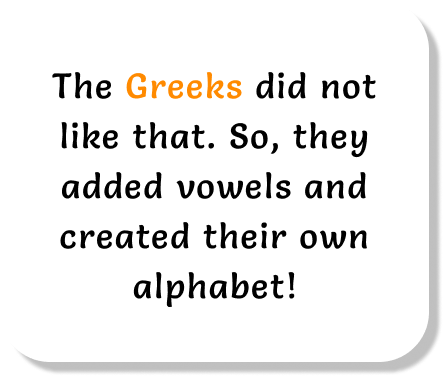 The Greeks did not
like that. So, they
added vowels and
created their own
alphabet!